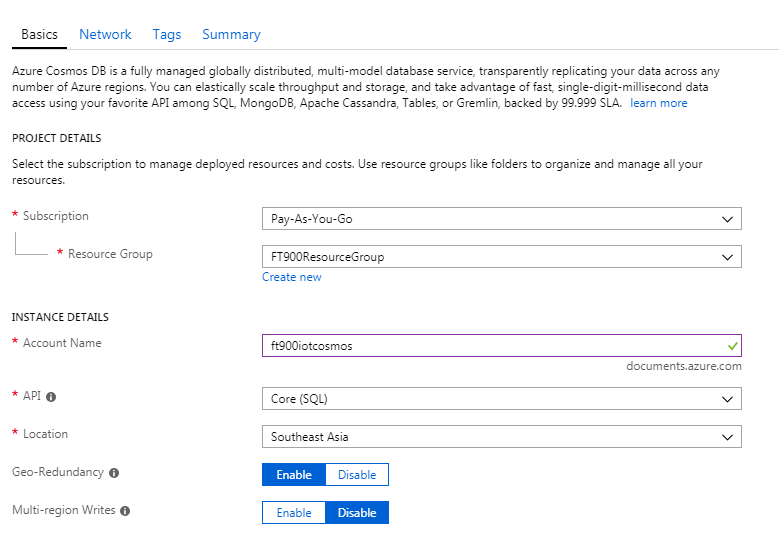 Basics Network Tags Summary
Azure Cosmos DB is a fully managed globally distributed, multi-model database service, transparently replicating your data across any
number of Azure regions. You can elastically scale throughput and storage, and take advantage of fast, single-digit-millisecond data
access using your favorite API among SQL, MongoDB, Apache Cassandra, Tables, or Gremlin, backed by 99.999 SLA. learn more
PROJECT DETAILS
Select the subscription to manage deployed resources and costs. Use resource groups like folders to organize and manage all your
resources.
* Subscription Pay-As-You-Go
* Resource Group FT900ResourceGroup
Create new
INSTANCE DETAILS
* Account Name ft900iotcosmos
documents.azure.com
* API Core (SQL)
* Location Southeast Asia
Geo-Redundancy Enable Disable
Multi-region Writes Enable Disable